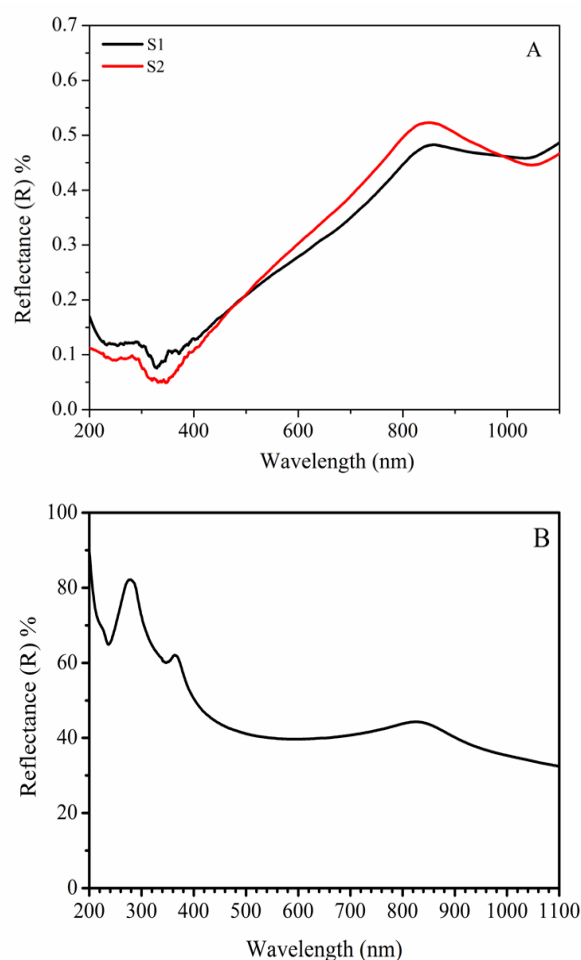 0.7
S1
A
S2
0.6
0.5
0.4
0.3
0.2
0.1
0.0
Reflectance (R) %
200 400 600 800 1000
Wavelength (nm)
100
B
80
60
40
20
0
Reflectance (R) %
200 300 400 500 600 700 800 900 1000 1100
Wavelength (nm)